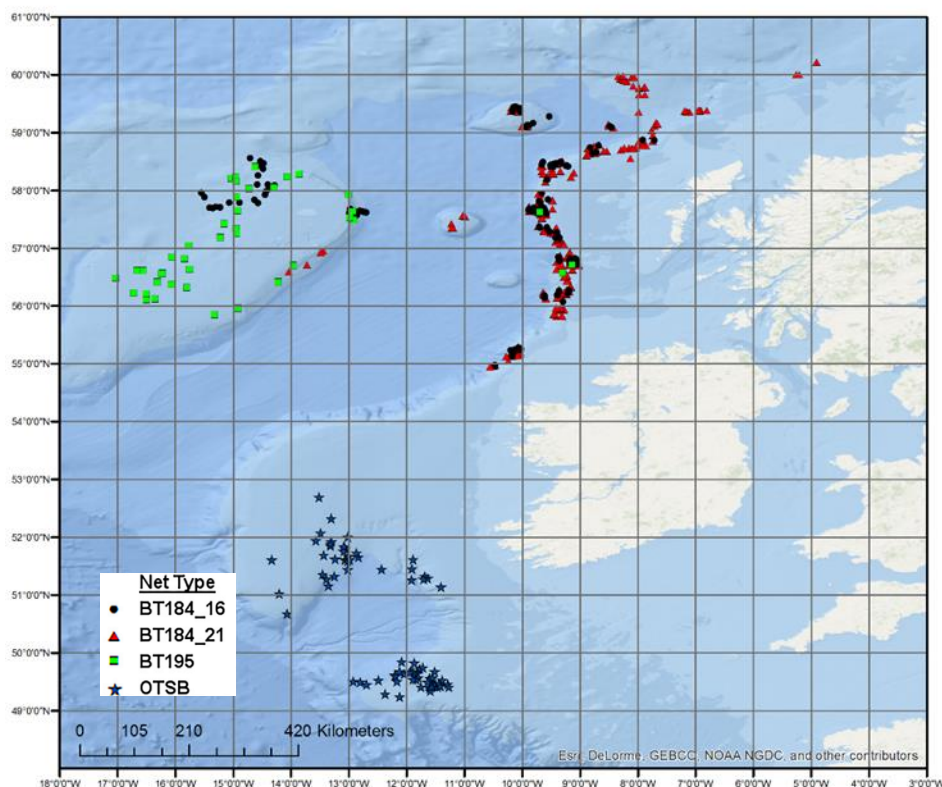 61°0'0"N
60°0'0"N
59°0'0"N
58°0'0"N
57°0'0"N
56°0'0"N
55°0'0"N
54°0'0"N
53°0'0"N
52°0'0"N
51°0'0"N
50°0'0"N
49°0'0"N
Net Type
BT184_16
BT184_21
BT195
OTSB
0 105 210 420 Kilometers
Esri, DeLorme, GEBCO, NOAA NGDC, and other contributors
18°0'0"W 17°0'0"W 16°0'0"W 15°0'0"W 14°0'0"W 13°0'0"W 12°0'0"W 11°0'0"W 10°0'0"W 9°0'0"W 8°0'0"W 7°0'0"W 6°0'0"W 5°0'0"W 4°0'0"W 3°0'0"W